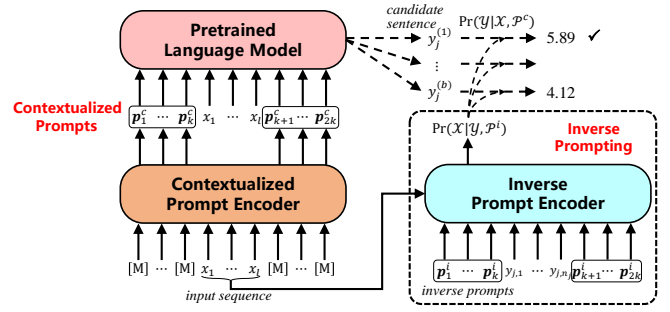 candidate
sentence
Pr(𝒴|𝒳, 𝒫ᶜ)
Pretrained
Language Model
y_j^(1) 5.89 ✓
⋮ ⋯
y_j^(b) 4.12
Contextualized
Prompts
p_1^c ⋯ p_k^c x_1 ⋯ x_l p_{k+1}^c ⋯ p_{2k}^c
Pr(𝒳|𝒴, 𝒫ⁱ)
Inverse
Prompting
Contextualized
Prompt Encoder
Inverse
Prompt Encoder
[M] ⋯ [M] x_1 ⋯ x_l [M] ⋯ [M]
input sequence
p_1^i ⋯ p_k^i y_{j,1} ⋯ y_{j,n_j} p_{k+1}^i ⋯ p_{2k}^i
inverse prompts